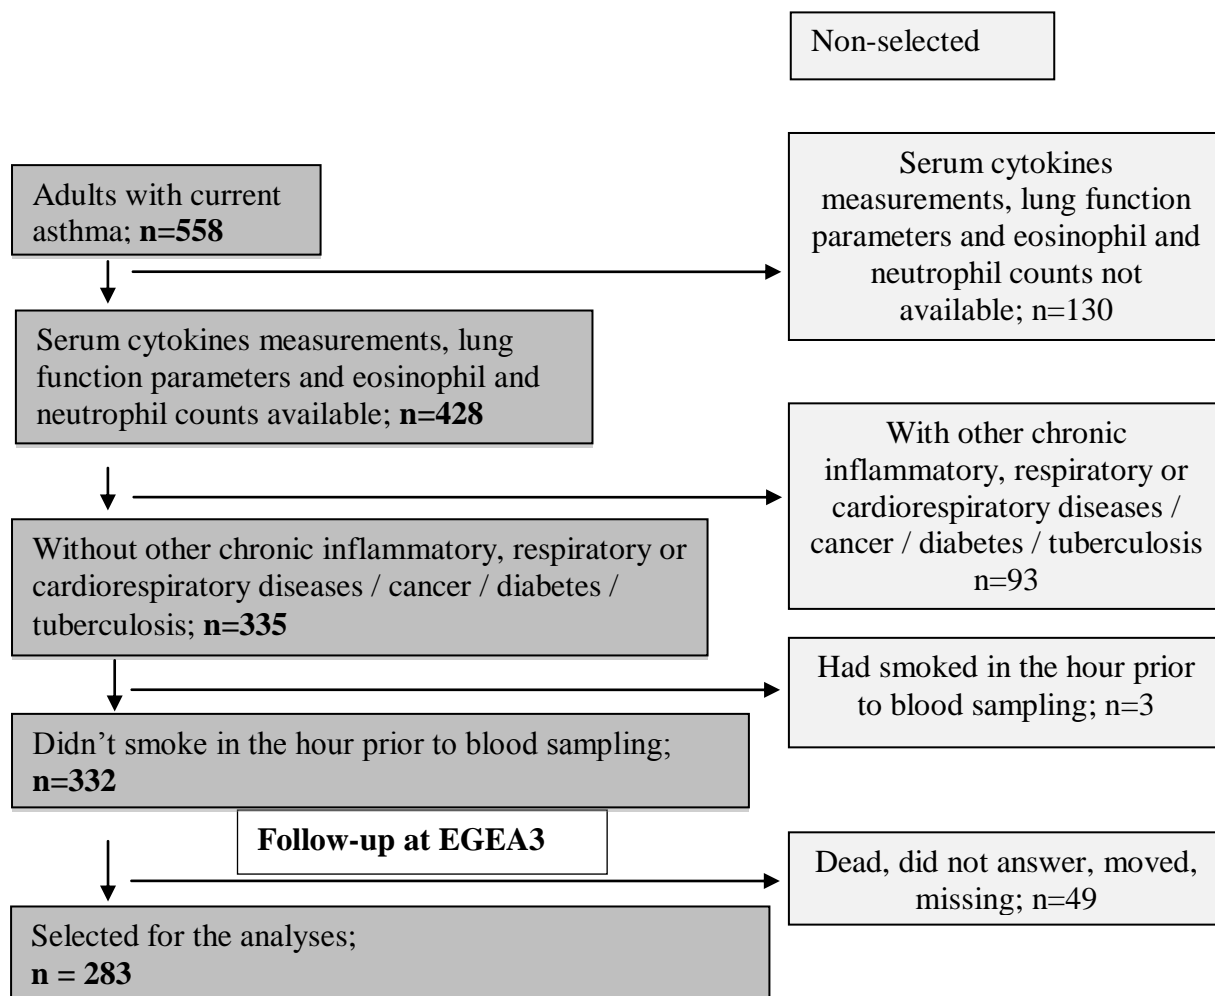 Non-selected
Adults with current
asthma; n=558
Serum cytokines
measurements, lung function
parameters and eosinophil and
neutrophil counts not
available; n=130
Serum cytokines measurements, lung
function parameters and eosinophil and
neutrophil counts available; n=428
With other chronic
inflammatory, respiratory or
cardiorespiratory diseases /
cancer / diabetes / tuberculosis
n=93
Without other chronic inflammatory, respiratory or
cardiorespiratory diseases / cancer / diabetes /
tuberculosis; n=335
Had smoked in the hour prior
to blood sampling; n=3
Didn’t smoke in the hour prior to blood sampling;
n=332
Follow-up at EGEA3
Dead, did not answer, moved,
missing; n=49
Selected for the analyses;
n = 283